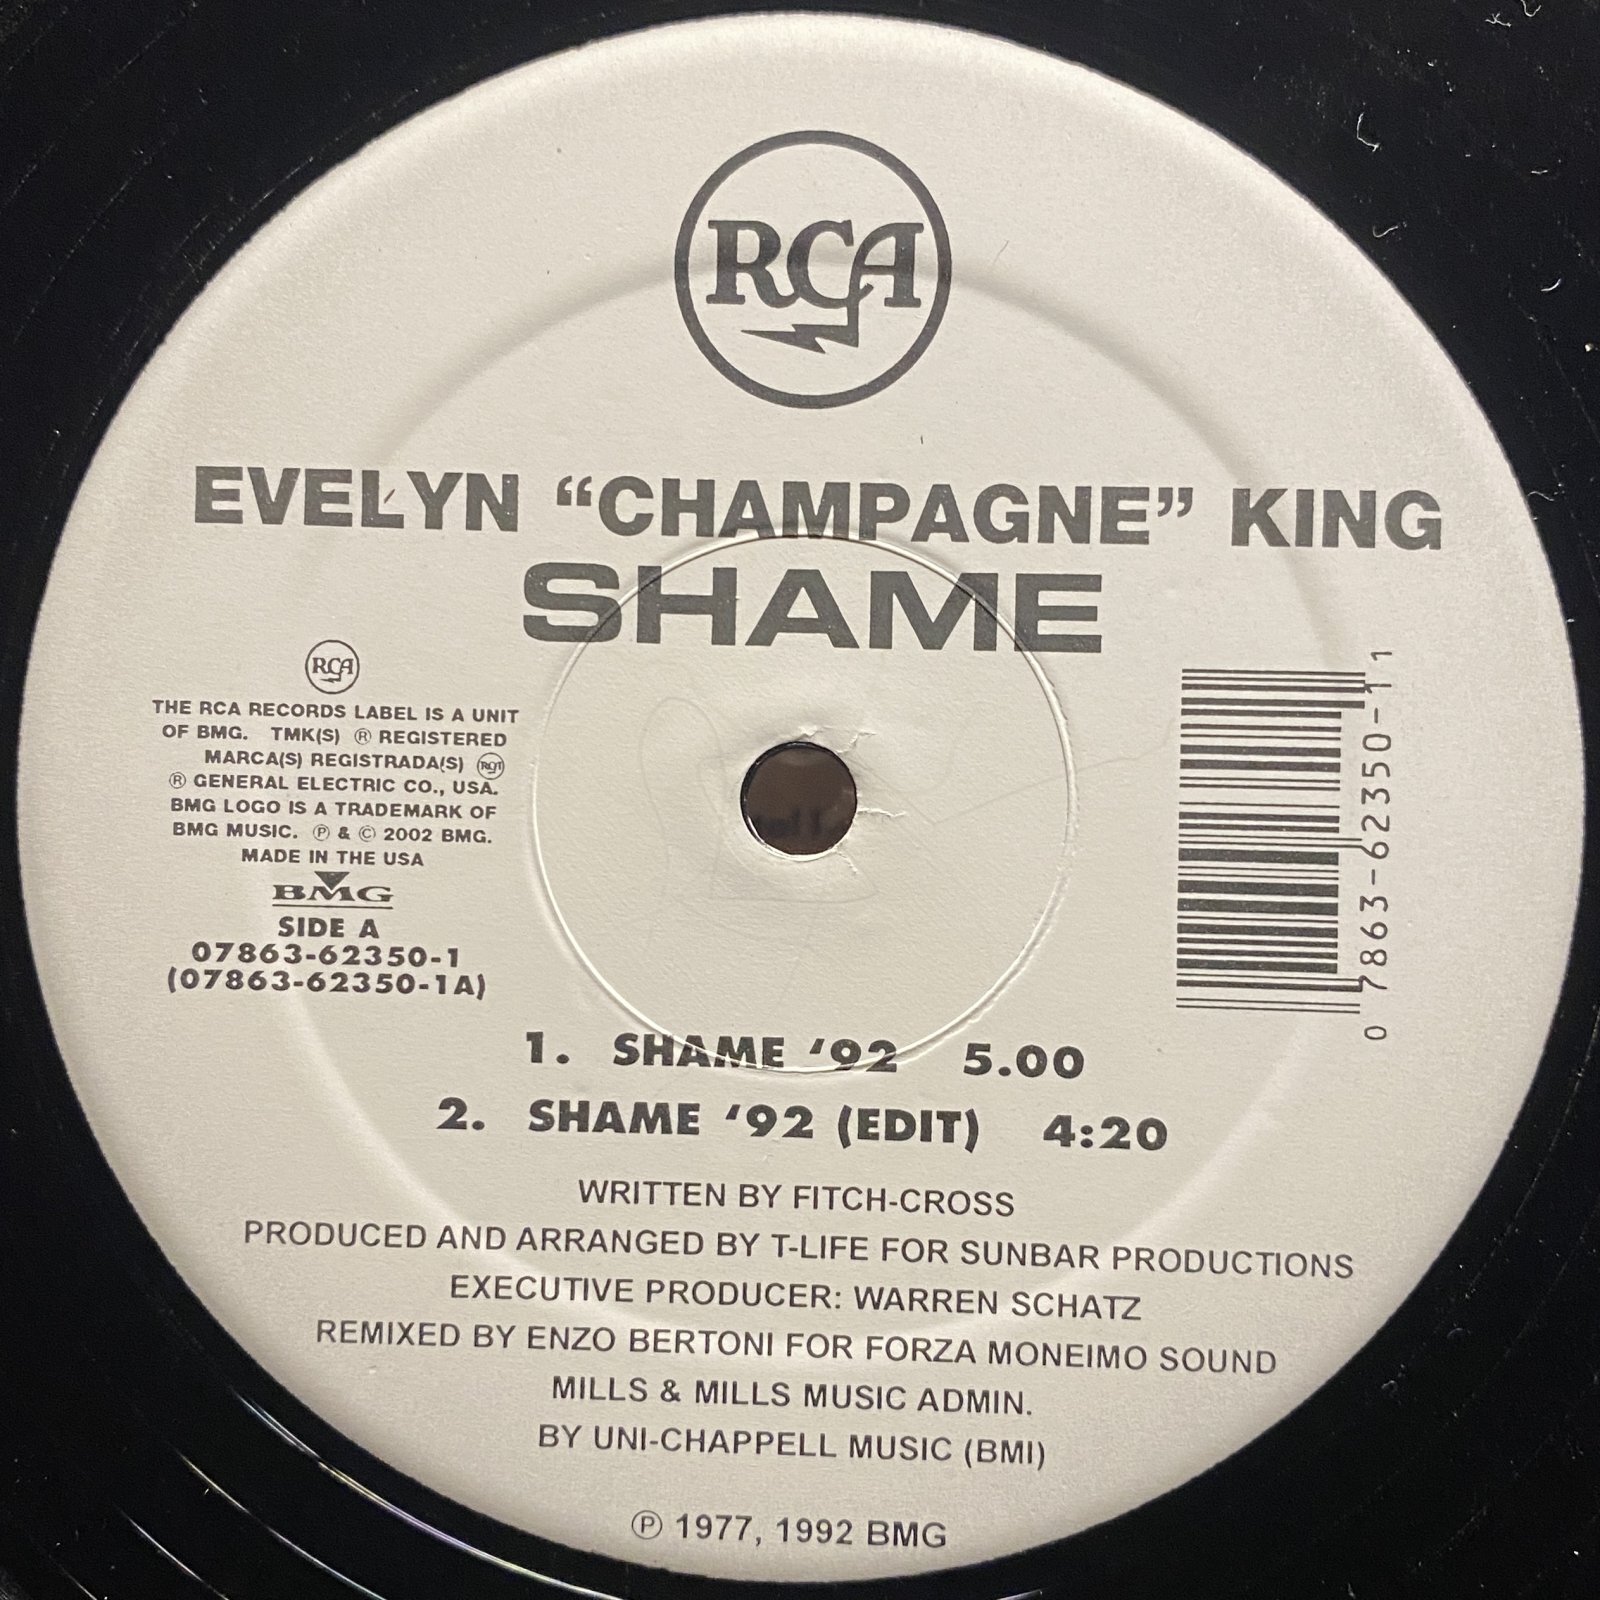 RCA
EVELYN “CHAMPAGNE” KING
SHAME
RCA
THE RCA RECORDS LABEL IS A UNIT
OF BMG. TMK(S) ® REGISTERED
MARCA(S) REGISTRADA(S) RCA
® GENERAL ELECTRIC CO., USA.
BMG LOGO IS A TRADEMARK OF
BMG MUSIC. ℗ & © 2002 BMG.
MADE IN THE USA
BMG
SIDE A
07863-62350-1
(07863-62350-1A)
0 7863-62350-1 1
1. SHAME ‘92 5.00
2. SHAME ‘92 (EDIT) 4:20
WRITTEN BY FITCH-CROSS
PRODUCED AND ARRANGED BY T-LIFE FOR SUNBAR PRODUCTIONS
EXECUTIVE PRODUCER: WARREN SCHATZ
REMIXED BY ENZO BERTONI FOR FORZA MONEIMO SOUND
MILLS & MILLS MUSIC ADMIN.
BY UNI-CHAPPELL MUSIC (BMI)
℗ 1977, 1992 BMG